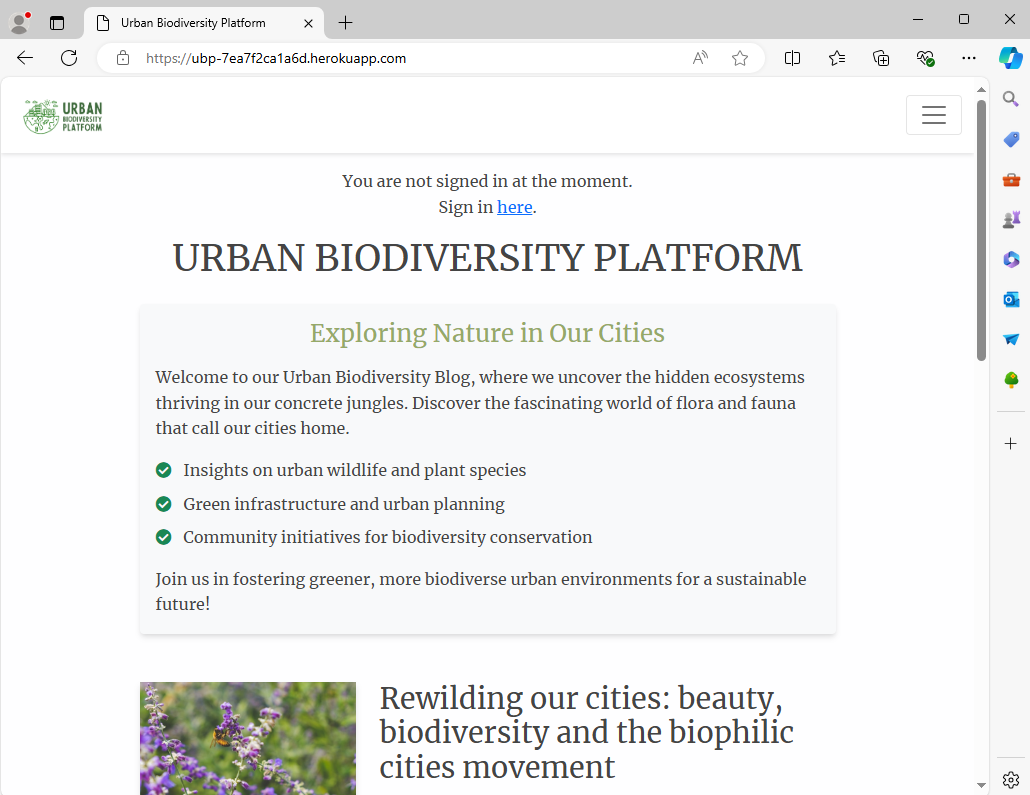 Urban Biodiversity Platform
https://ubp-7ea7f2ca1a6d.herokuapp.com
URBAN
BIODIVERSITY
PLATFORM
You are not signed in at the moment.
Sign in here.
URBAN BIODIVERSITY PLATFORM
Exploring Nature in Our Cities
Welcome to our Urban Biodiversity Blog, where we uncover the hidden ecosystems
thriving in our concrete jungles. Discover the fascinating world of flora and fauna
that call our cities home.
Insights on urban wildlife and plant species
Green infrastructure and urban planning
Community initiatives for biodiversity conservation
Join us in fostering greener, more biodiverse urban environments for a sustainable
future!
Rewilding our cities: beauty,
biodiversity and the biophilic
cities movement